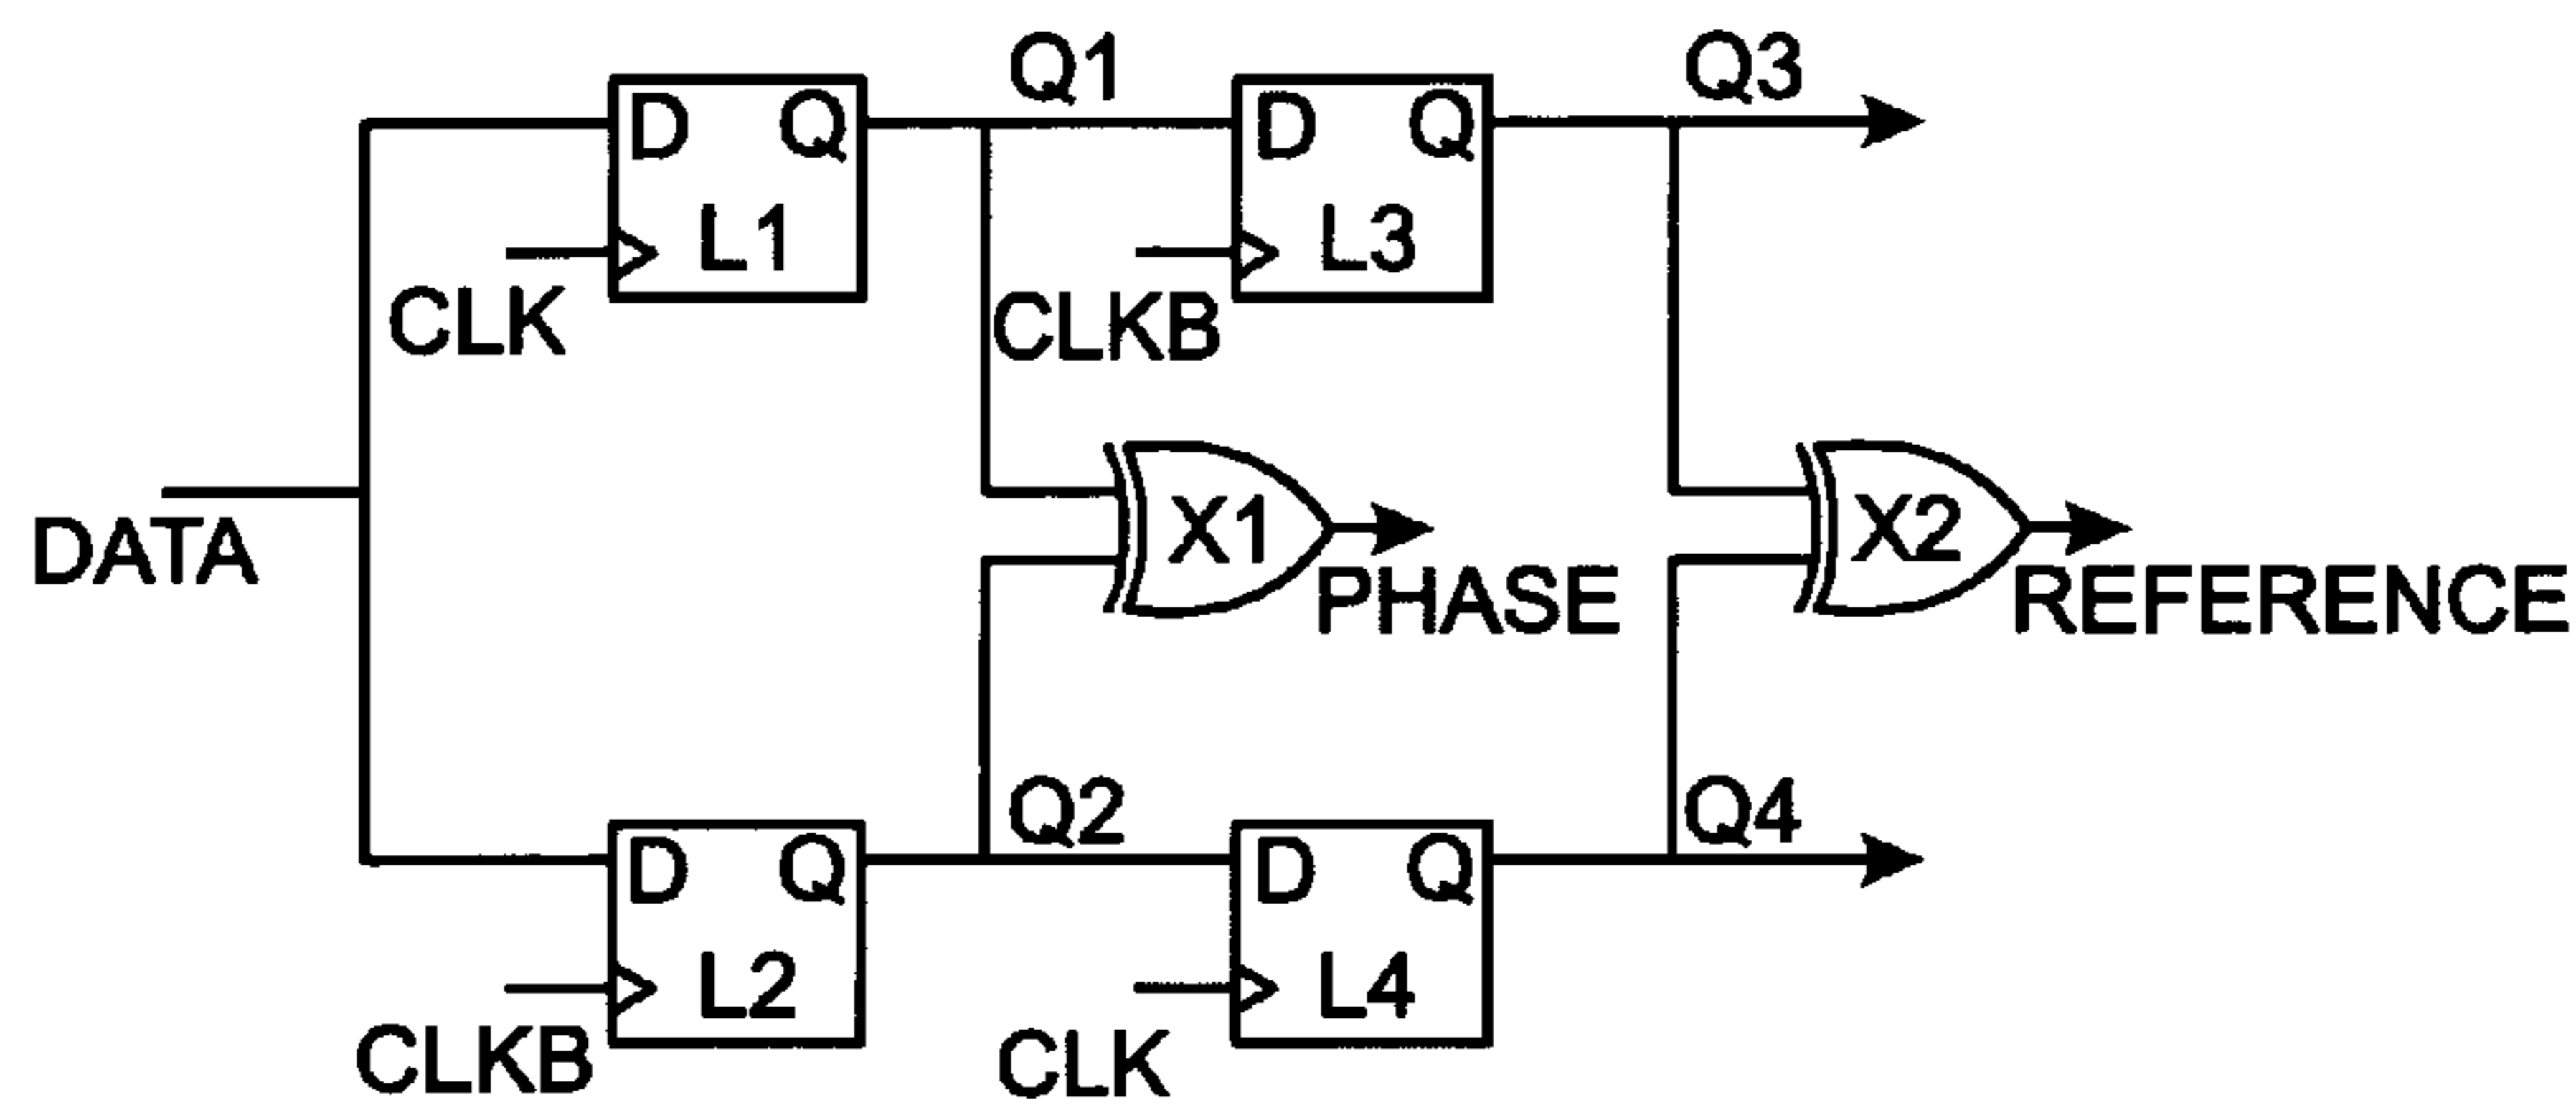 Q1
Q3
D Q
L1
CLK
D Q
L3
CLKB
DATA
X1
PHASE
X2
REFERENCE
Q2
Q4
D Q
L2
CLKB
D Q
L4
CLK